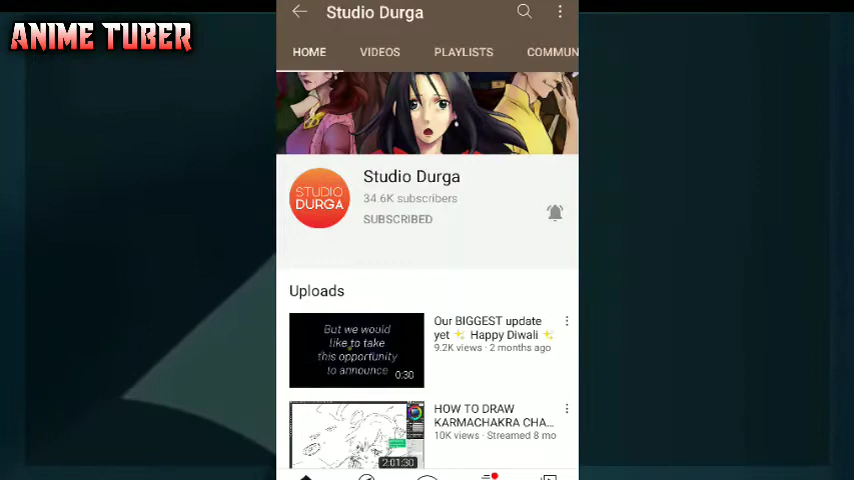 ANIME TUBER
Studio Durga
HOME VIDEOS PLAYLISTS COMMUN
STUDIO
DURGA
Studio Durga
34.6K subscribers
SUBSCRIBED
Uploads
But we would
like to take
this opportunity
to announce
0:30
Our BIGGEST update
yet ✨ Happy Diwali ✨
9.2K views · 2 months ago
HOW TO DRAW
KARMACHAKRA CHA...
10K views · Streamed 8 mo
2:01:30